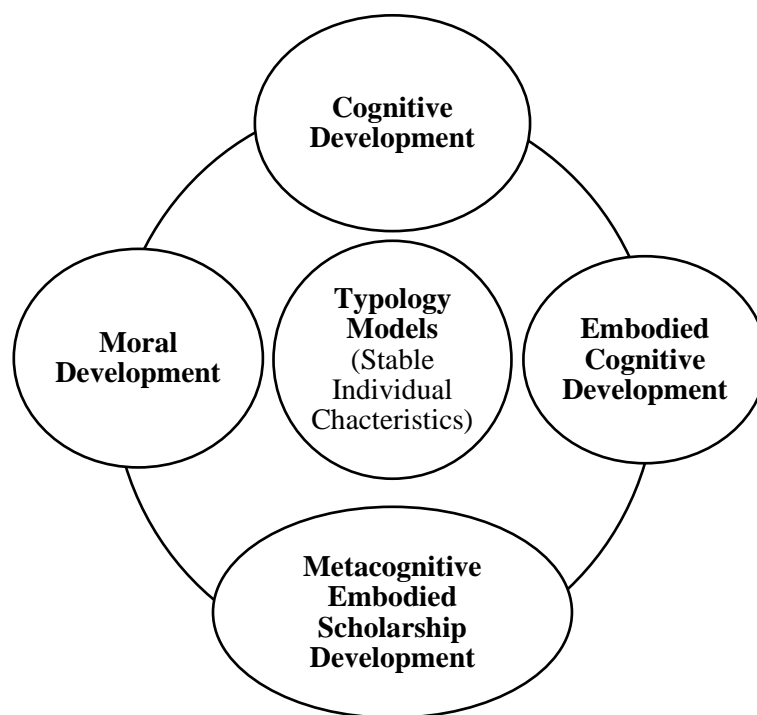 Cognitive
Development
Typology
Models
(Stable
Individual
Chacteristics)
Moral
Development
Embodied
Cognitive
Development
Metacognitive
Embodied
Scholarship
Development